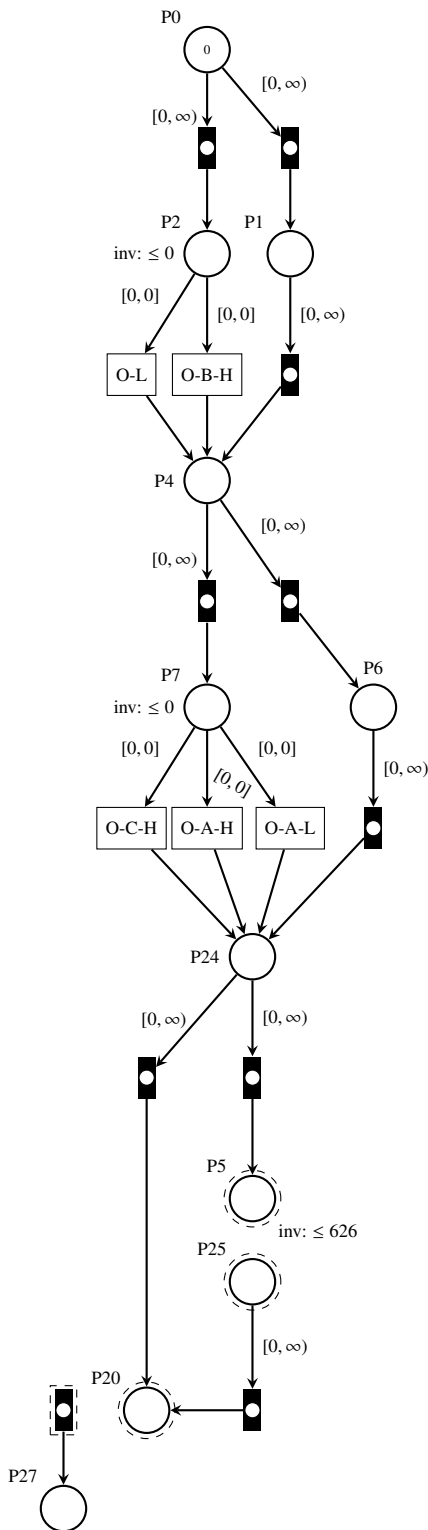 P0
0
[0, ∞)
[0, ∞)
P2
P1
inv: ≤ 0
[0, 0]
[0, 0]
[0, ∞)
O-L
O-B-H
P4
[0, ∞)
[0, ∞)
P7
P6
inv: ≤ 0
[0, 0]
[0, 0]
[0, 0]
[0, ∞)
O-C-H
O-A-H
O-A-L
P24
[0, ∞)
[0, ∞)
P5
inv: ≤ 626
P25
[0, ∞)
P20
P27